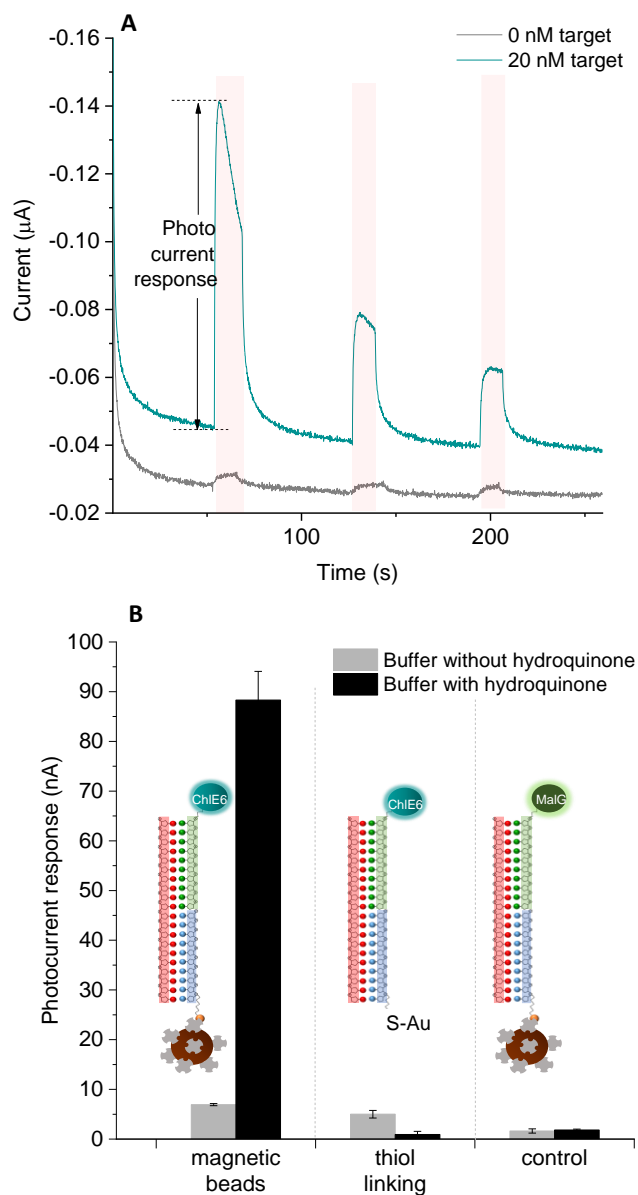 A
0 nM target
20 nM target
-0.16
-0.14
-0.12
-0.10
-0.08
-0.06
-0.04
-0.02
Current (µA)
Photo
current
response
100
200
Time (s)
B
Buffer without hydroquinone
Buffer with hydroquinone
100
90
80
70
60
50
40
30
20
10
0
Photocurrent response (nA)
ChlE6
ChlE6
MalG
S-Au
magnetic
beads
thiol
linking
control